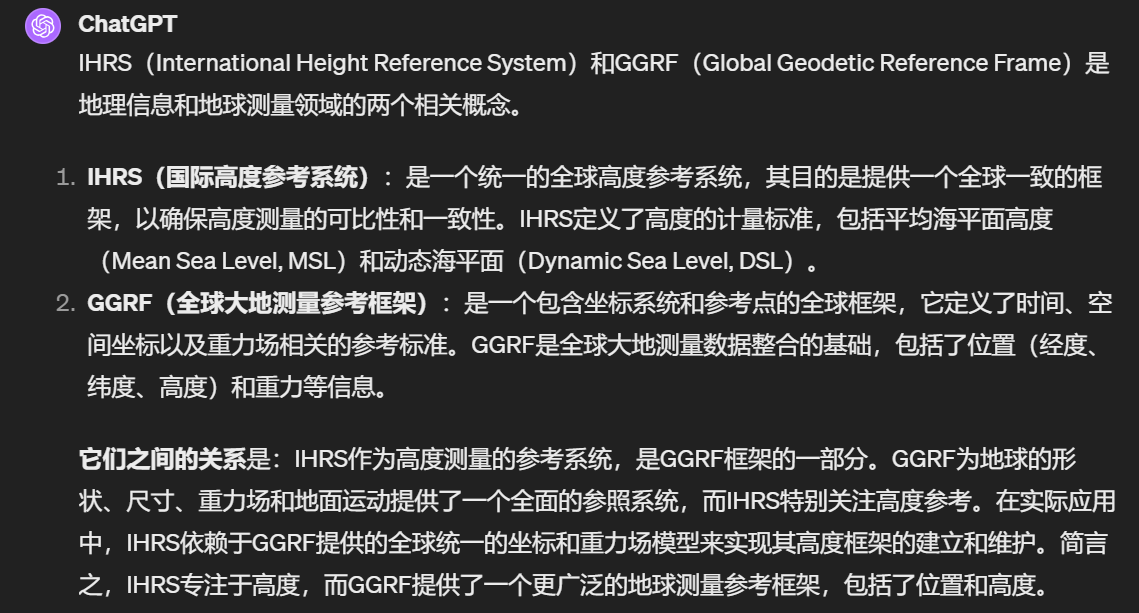 ChatGPT
IHRS（International Height Reference System）和GGRF（Global Geodetic Reference Frame）是
地理信息和地球测量领域的两个相关概念。
1. IHRS（国际高度参考系统）：是一个统一的全球高度参考系统，其目的是提供一个全球一致的框
架，以确保高度测量的可比性和一致性。IHRS定义了高度的计量标准，包括平均海平面高度
（Mean Sea Level, MSL）和动态海平面（Dynamic Sea Level, DSL）。
2. GGRF（全球大地测量参考框架）：是一个包含坐标系统和参考点的全球框架，它定义了时间、空
间坐标以及重力场相关的参考标准。GGRF是全球大地测量数据整合的基础，包括了位置（经度、
纬度、高度）和重力等信息。
它们之间的关系是：IHRS作为高度测量的参考系统，是GGRF框架的一部分。GGRF为地球的形
状、尺寸、重力场和地面运动提供了一个全面的参照系统，而IHRS特别关注高度参考。在实际应用
中，IHRS依赖于GGRF提供的全球统一的坐标和重力场模型来实现其高度框架的建立和维护。简言
之，IHRS专注于高度，而GGRF提供了一个更广泛的地球测量参考框架，包括了位置和高度。